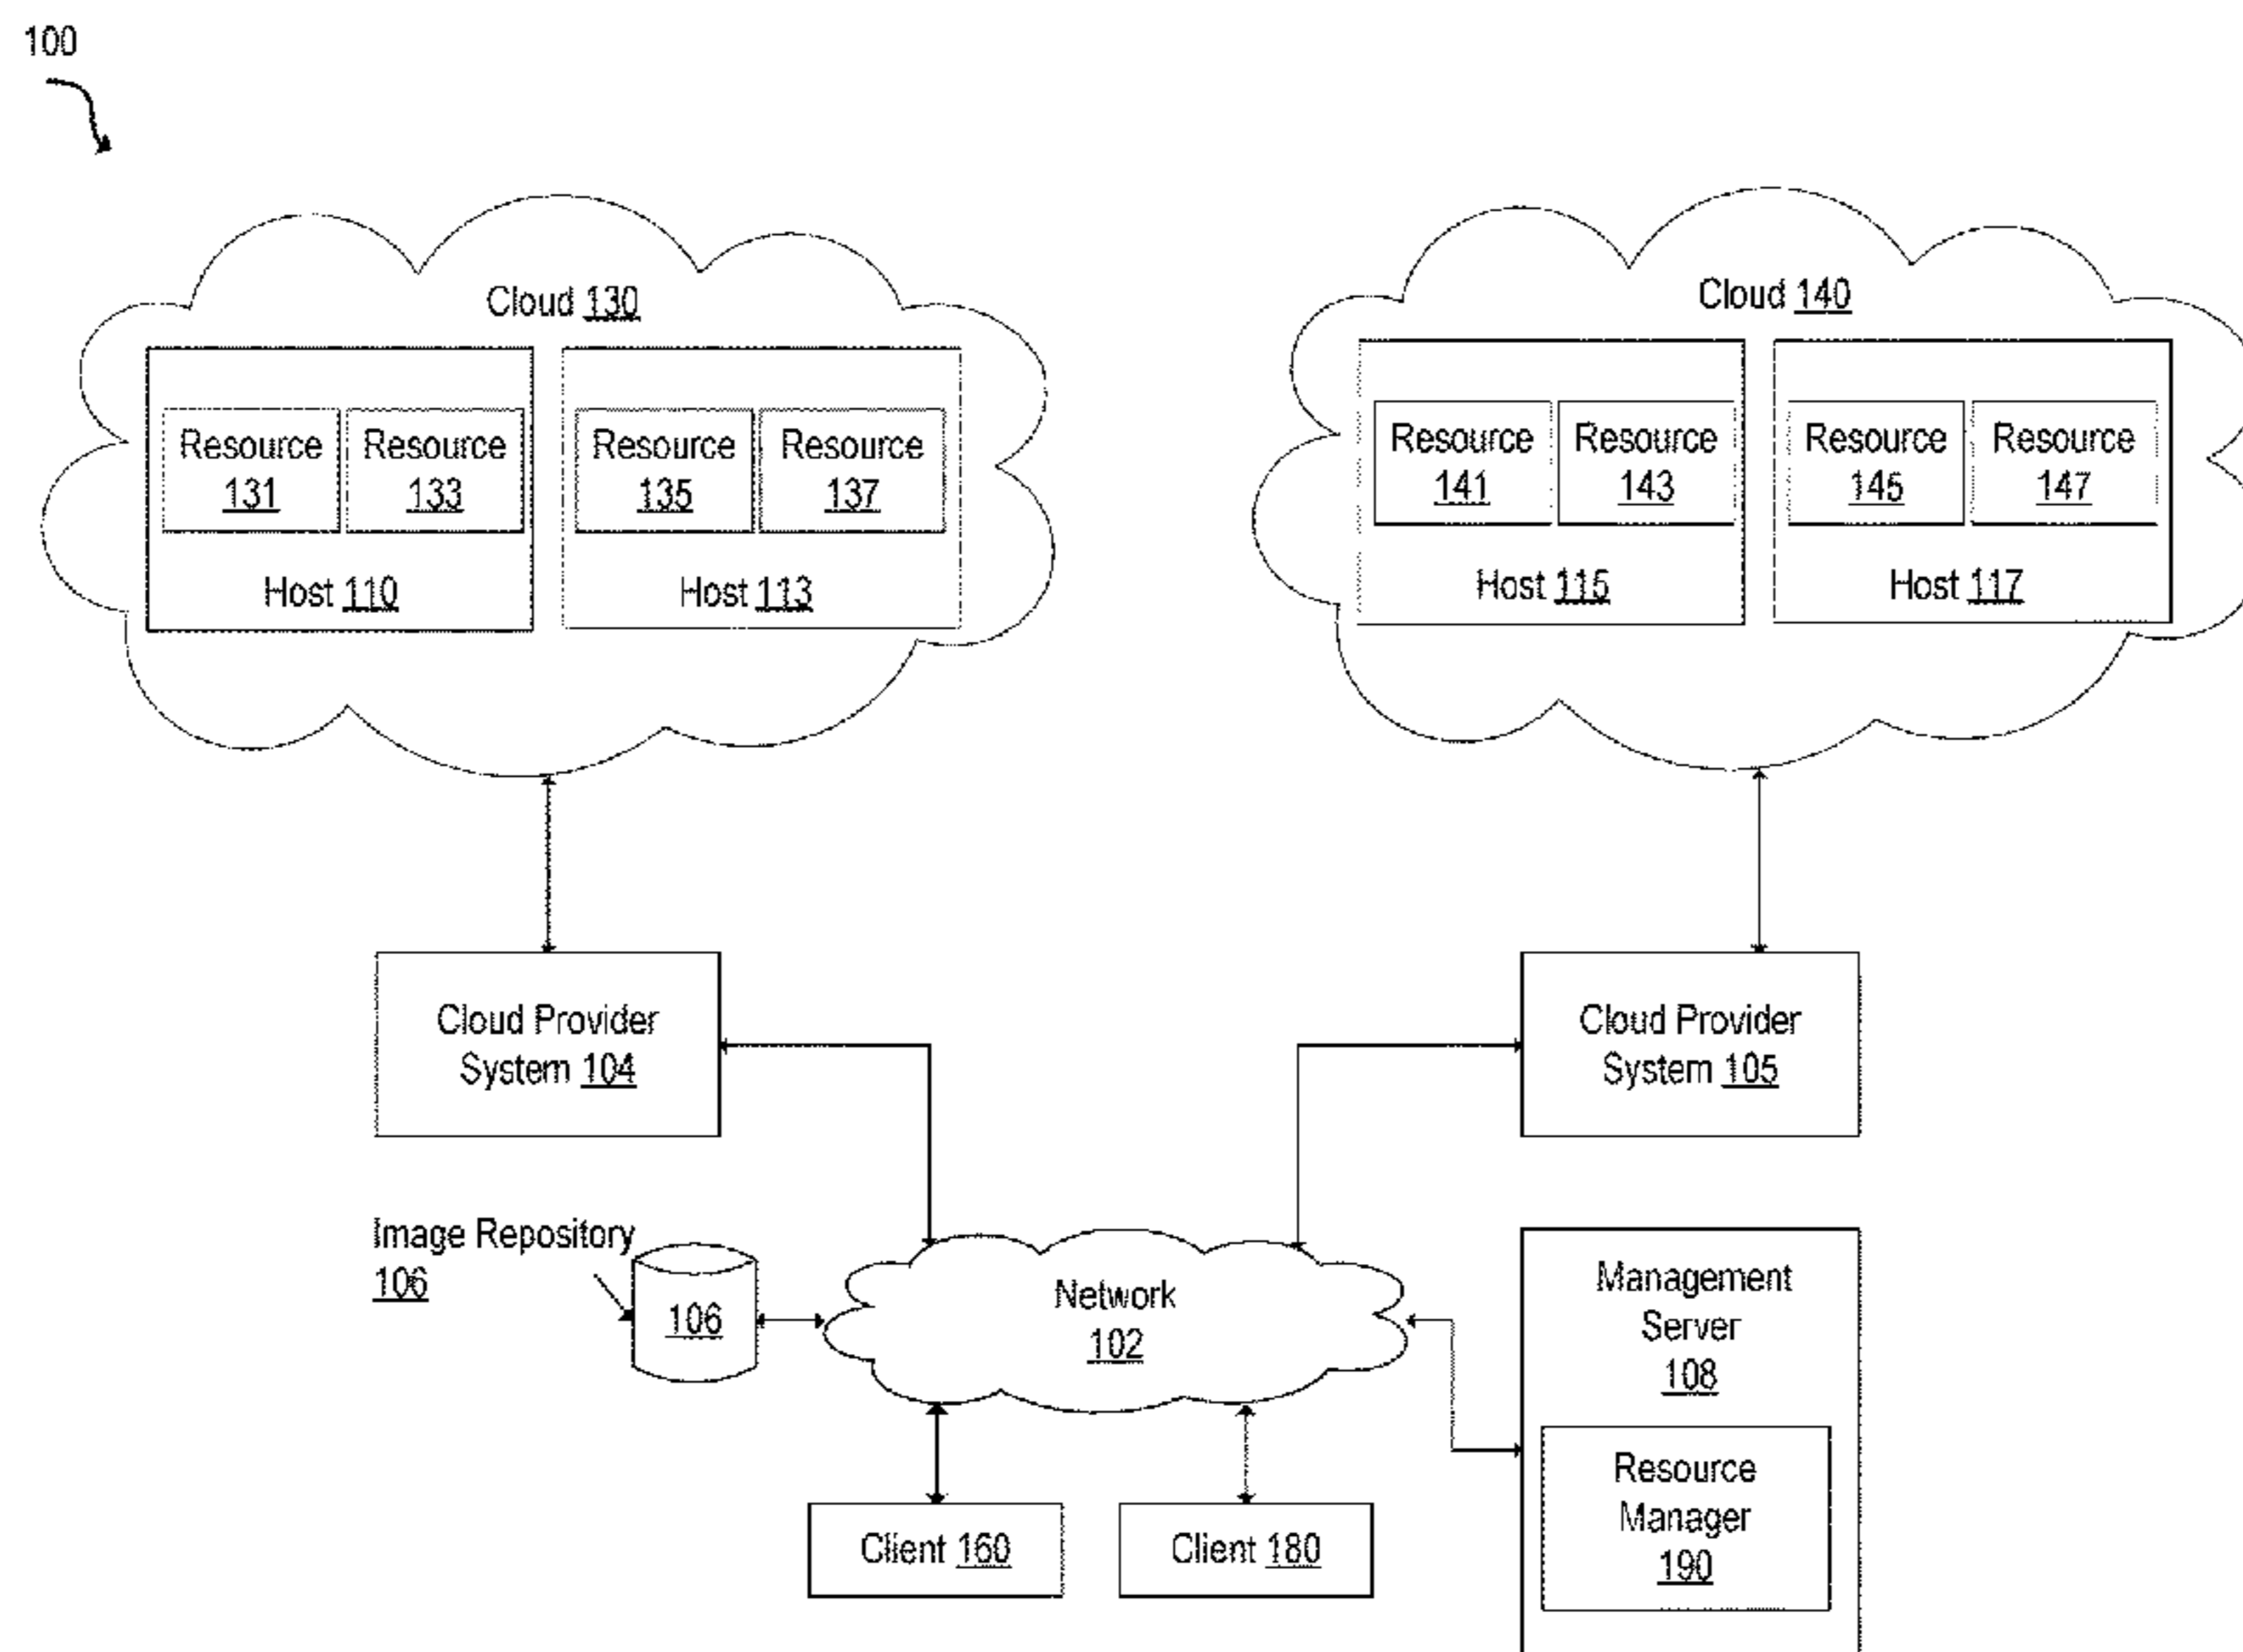 100
Cloud 130
Resource
131
Resource
133
Host 110
Resource
135
Resource
137
Host 113
Cloud 140
Resource
141
Resource
143
Host 115
Resource
145
Resource
147
Host 117
Cloud Provider
System 104
Cloud Provider
System 105
Image Repository
106
106
Network
102
Management
Server
108
Resource
Manager
190
Client 160
Client 180